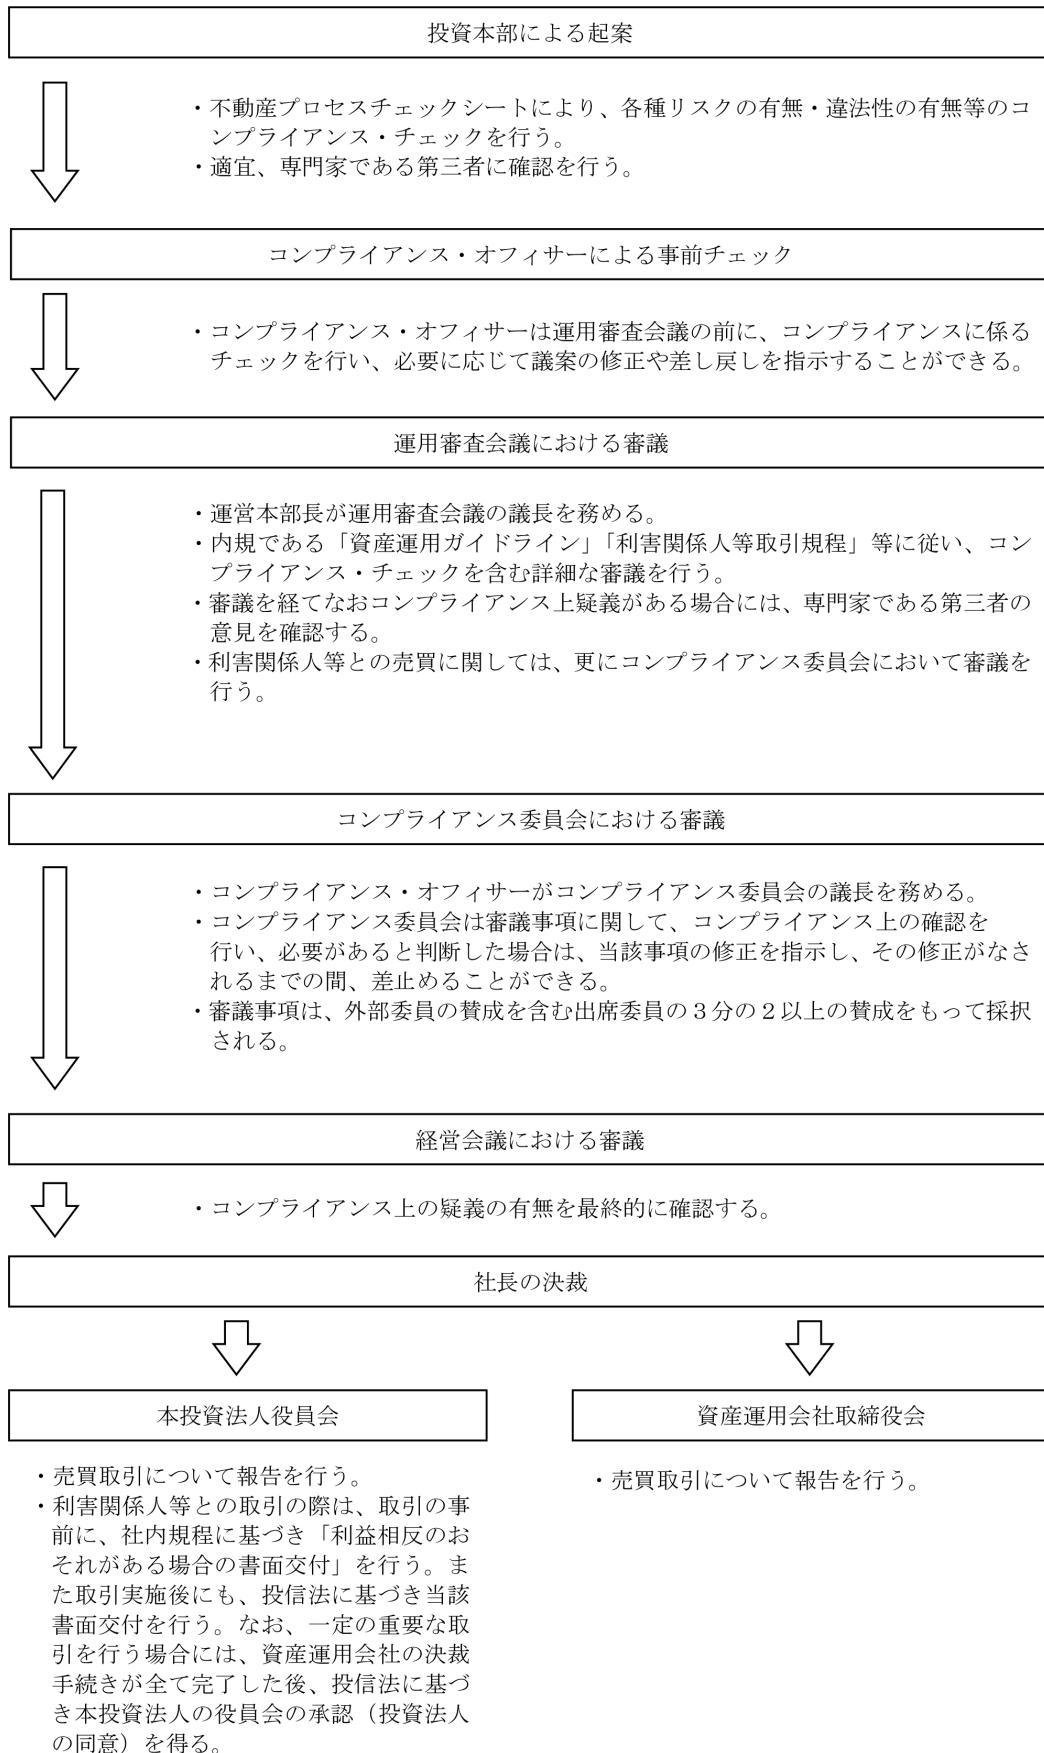 投資本部による起案
・不動産プロセスチェックシートにより、各種リスクの有無・違法性の有無等のコ
ンプライアンス・チェックを行う。
・適宜、専門家である第三者に確認を行う。
コンプライアンス・オフィサーによる事前チェック
・コンプライアンス・オフィサーは運用審査会議の前に、コンプライアンスに係る
チェックを行い、必要に応じて議案の修正や差し戻しを指示することができる。
運用審査会議における審議
・運営本部長が運用審査会議の議長を務める。
・内規である「資産運用ガイドライン」「利害関係人等取引規程」等に従い、コン
プライアンス・チェックを含む詳細な審議を行う。
・審議を経てなおコンプライアンス上疑義がある場合には、専門家である第三者の
意見を確認する。
・利害関係人等との売買に関しては、更にコンプライアンス委員会において審議を
行う。
コンプライアンス委員会における審議
・コンプライアンス・オフィサーがコンプライアンス委員会の議長を務める。
・コンプライアンス委員会は審議事項に関して、コンプライアンス上の確認を
行い、必要があると判断した場合は、当該事項の修正を指示し、その修正がなさ
れるまでの間、差止めることができる。
・審議事項は、外部委員の賛成を含む出席委員の３分の２以上の賛成をもって採択
される。
経営会議における審議
・コンプライアンス上の疑義の有無を最終的に確認する。
社長の決裁
本投資法人役員会
・売買取引について報告を行う。
・利害関係人等との取引の際は、取引の事
前に、社内規程に基づき「利益相反のお
それがある場合の書面交付」を行う。ま
た取引実施後にも、投信法に基づき当該
書面交付を行う。なお、一定の重要な取
引を行う場合には、資産運用会社の決裁
手続きが全て完了した後、投信法に基づ
き本投資法人の役員会の承認（投資法人
の同意）を得る。
資産運用会社取締役会
・売買取引について報告を行う。